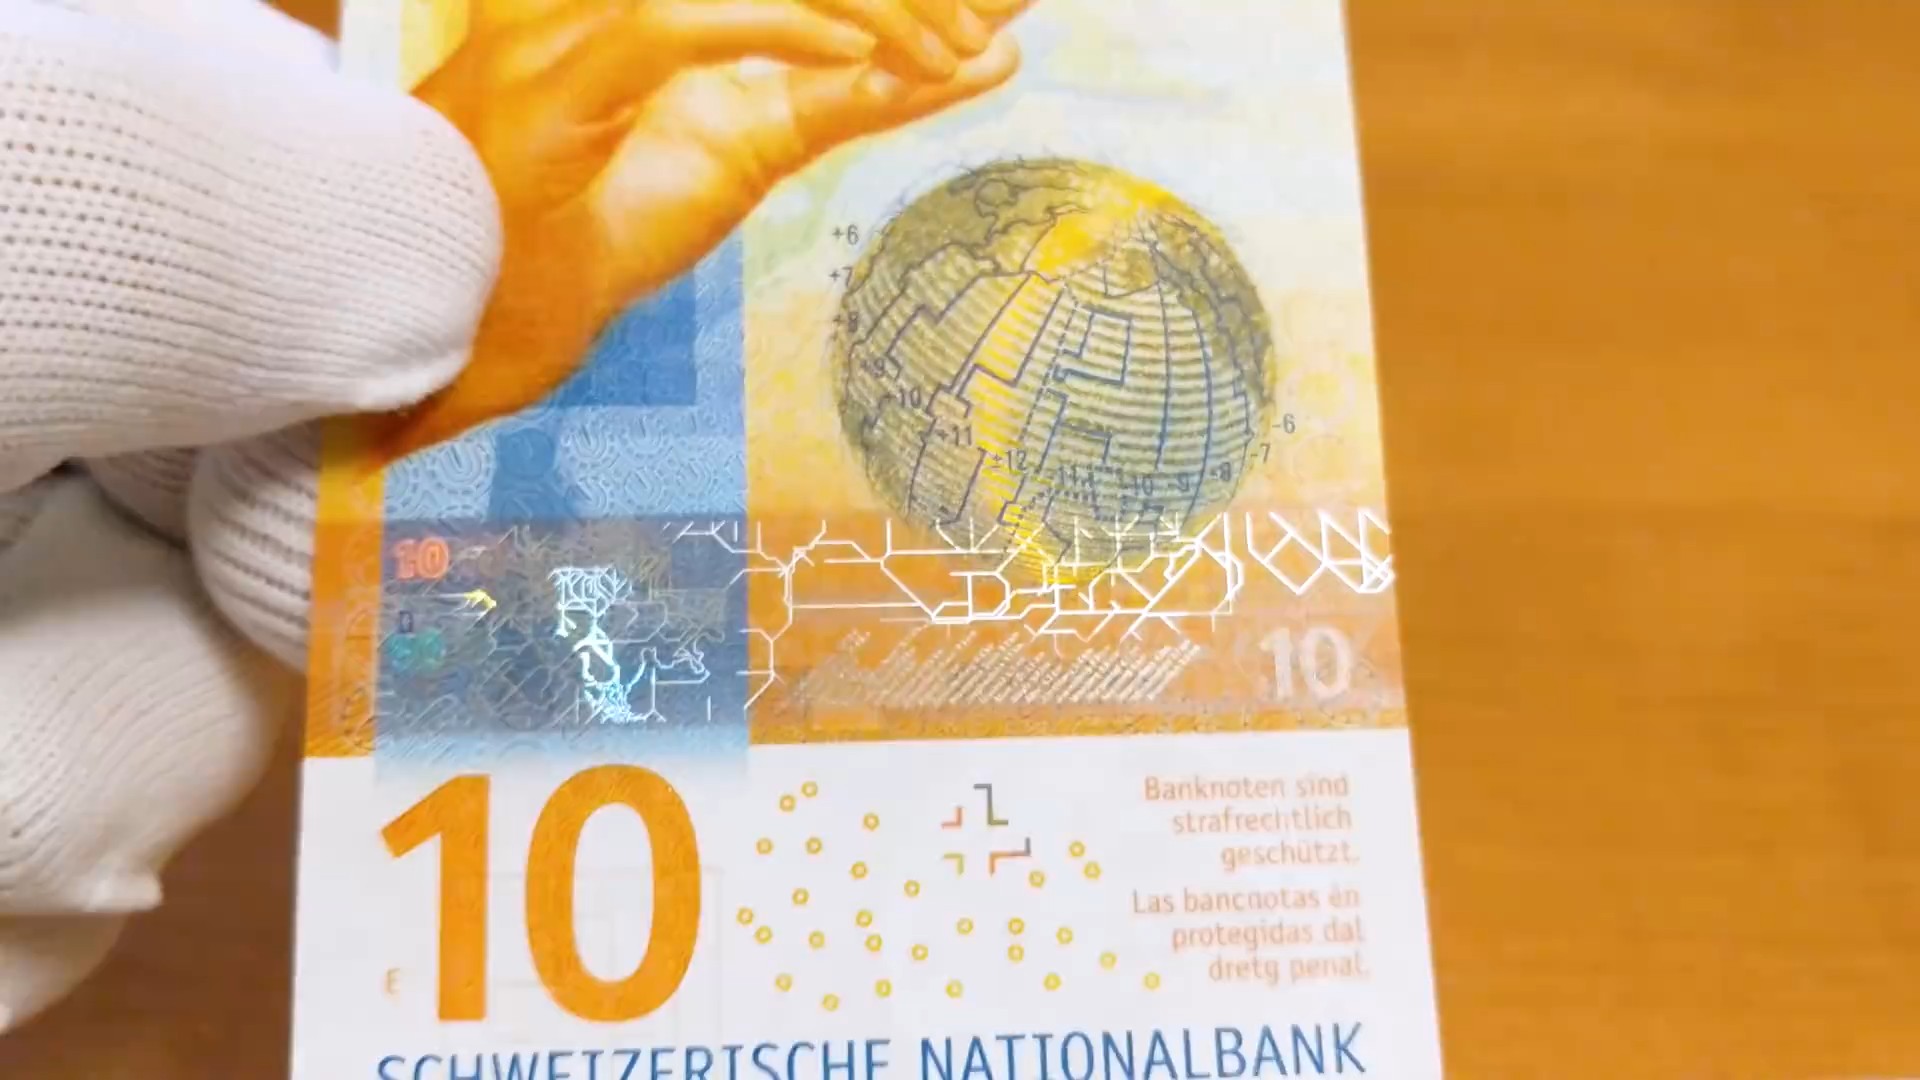 +6
+7
+8
+9
+10
+11
±12
-11
-10
-9
-8
-7
-6
10
10
10
Banknoten sind
strafrechtlich
geschützt.
Las bancnotas èn
protegidas dal
dretg penal.
E
SCHWEIZERISCHE NATIONALBANK